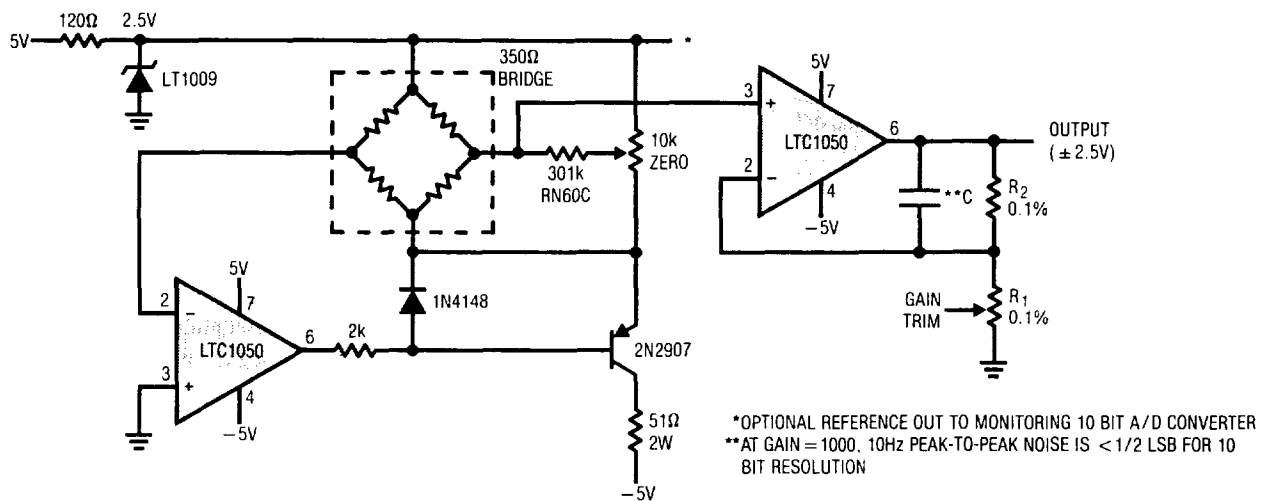 120Ω
2.5V
5V
LT1009
350Ω
BRIDGE
10k
ZERO
301k
RN60C
5V
7
3
+
LTC1050
6
2
−
4
−5V
OUTPUT
(±2.5V)
**C
R2
0.1%
GAIN
TRIM
R1
0.1%
5V
7
2
−
LTC1050
6
3
+
4
−5V
2k
1N4148
2N2907
51Ω
2W
−5V
*
*OPTIONAL REFERENCE OUT TO MONITORING 10 BIT A/D CONVERTER
**AT GAIN = 1000, 10Hz PEAK-TO-PEAK NOISE IS < 1/2 LSB FOR 10
BIT RESOLUTION